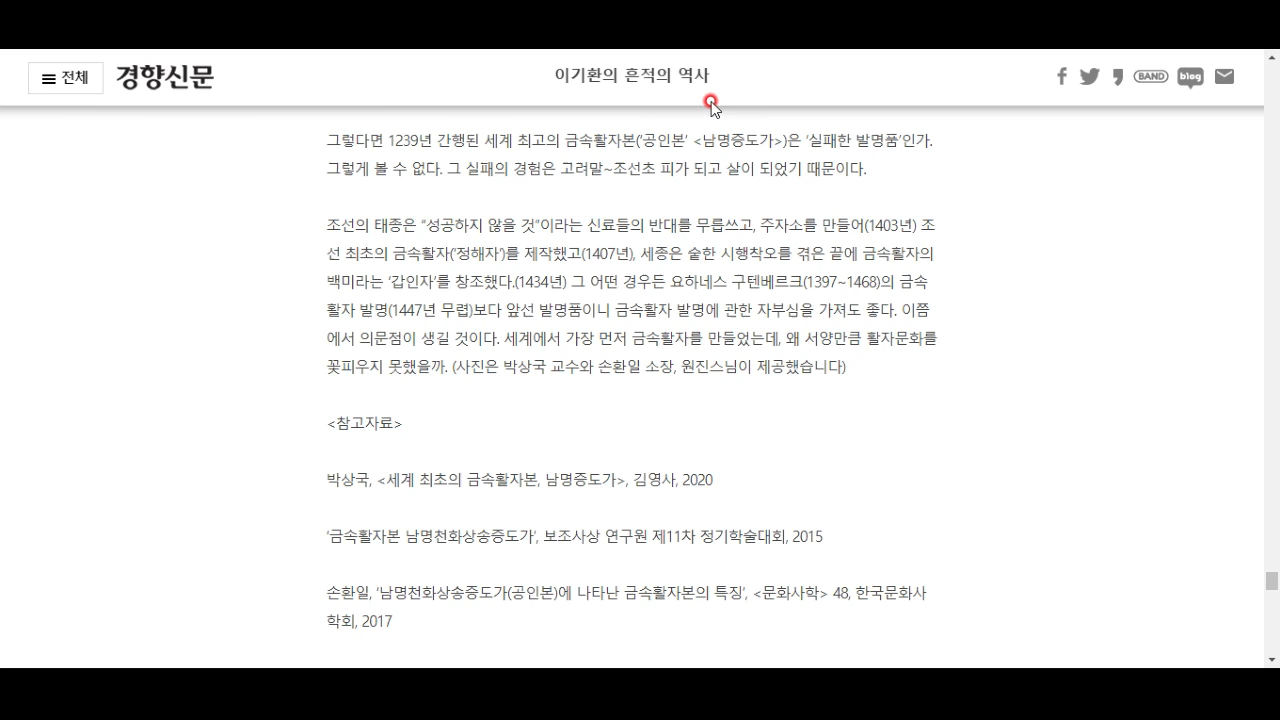 전체
경향신문
이기환의 흔적의 역사
BAND
blog
그렇다면 1239년 간행된 세계 최고의 금속활자본('공인본' <남명증도가>)은 '실패한 발명품'인가.
그렇게 볼 수 없다. 그 실패의 경험은 고려말~조선초 피가 되고 살이 되었기 때문이다.
조선의 태종은 “성공하지 않을 것”이라는 신료들의 반대를 무릅쓰고, 주자소를 만들어(1403년) 조
선 최초의 금속활자('정해자')를 제작했고(1407년), 세종은 숱한 시행착오를 겪은 끝에 금속활자의
백미라는 '갑인자'를 창조했다.(1434년) 그 어떤 경우든 요하네스 구텐베르크(1397~1468)의 금속
활자 발명(1447년 무렵)보다 앞선 발명품이니 금속활자 발명에 관한 자부심을 가져도 좋다. 이쯤
에서 의문점이 생길 것이다. 세계에서 가장 먼저 금속활자를 만들었는데, 왜 서양만큼 활자문화를
꽃피우지 못했을까. (사진은 박상국 교수와 손환일 소장, 원진스님이 제공했습니다)
<참고자료>
박상국, <세계 최초의 금속활자본, 남명증도가>, 김영사, 2020
'금속활자본 남명천화상송증도가', 보조사상 연구원 제11차 정기학술대회, 2015
손환일, '남명천화상송증도가(공인본)에 나타난 금속활자본의 특징', <문화사학> 48, 한국문화사
학회, 2017